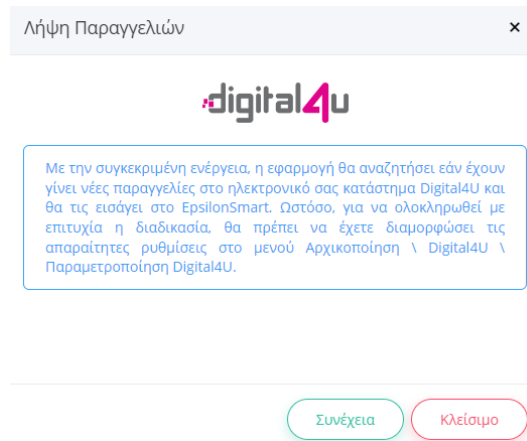 Λήψη Παραγγελιών
digital4u
Με την συγκεκριμένη ενέργεια, η εφαρμογή θα αναζητήσει εάν έχουν
γίνει νέες παραγγελίες στο ηλεκτρονικό σας κατάστημα Digital4U και
θα τις εισάγει στο EpsilonSmart. Ωστόσο, για να ολοκληρωθεί με
επιτυχία η διαδικασία, θα πρέπει να έχετε διαμορφώσει τις
απαραίτητες ρυθμίσεις στο μενού Αρχικοποίηση \ Digital4U \
Παραμετροποίηση Digital4U.
Συνέχεια
Κλείσιμο